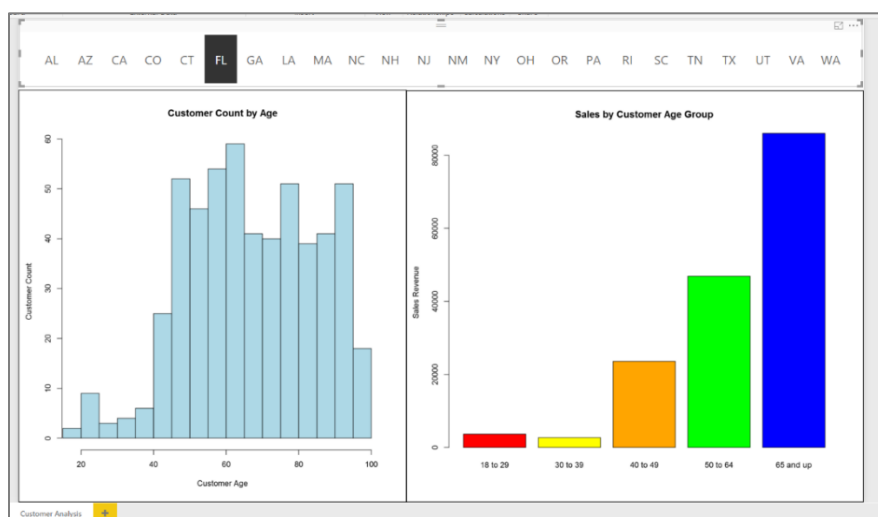 AL AZ CA CO CT FL GA LA MA NC NH NJ NM NY OH OR PA RI SC TN TX UT VA WA
Customer Count by Age
60
50
40
30
20
10
0
Customer Count
20 40 60 80 100
Customer Age
Sales by Customer Age Group
80000
60000
40000
20000
0
Sales Revenue
18 to 29 30 to 39 40 to 49 50 to 64 65 and up
Customer Analysis +